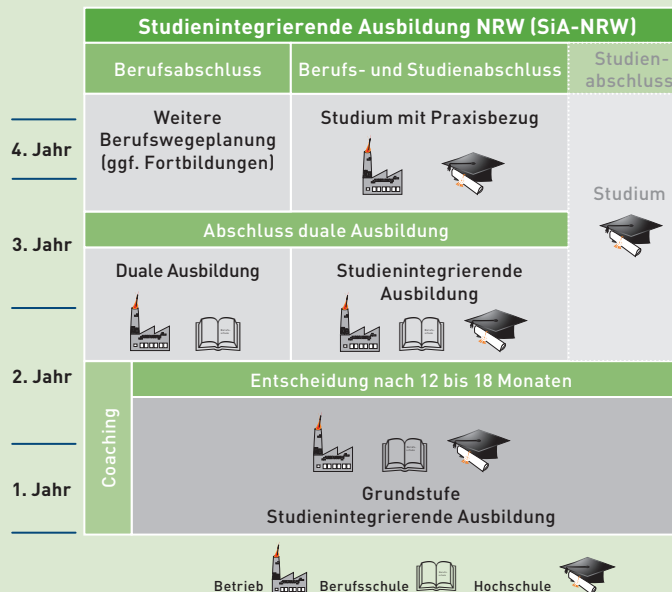 Studienintegrierende Ausbildung NRW (SiA-NRW)
Berufsabschluss
Berufs- und Studienabschluss
Studien-
abschluss
4. Jahr
Weitere
Berufswegeplanung
(ggf. Fortbildungen)
Studium mit Praxisbezug
Studium
3. Jahr
Abschluss duale Ausbildung
Duale Ausbildung
Studienintegrierende
Ausbildung
2. Jahr
Coaching
Entscheidung nach 12 bis 18 Monaten
1. Jahr
Grundstufe
Studienintegrierende Ausbildung
Betrieb Berufsschule Hochschule